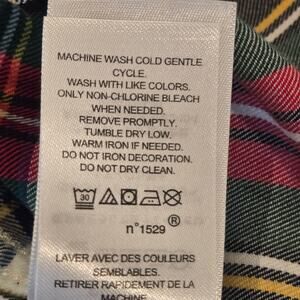 MACHINE WASH COLD GENTLE
CYCLE.
WASH WITH LIKE COLORS.
ONLY NON-CHLORINE BLEACH
WHEN NEEDED.
REMOVE PROMPTLY.
TUMBLE DRY LOW.
WARM IRON IF NEEDED.
DO NOT IRON DECORATION.
DO NOT DRY CLEAN.
30
n°1529®
LAVER AVEC DES COULEURS
SEMBLABLES.
RETIRER RAPIDEMENT DE LA
MACHINE